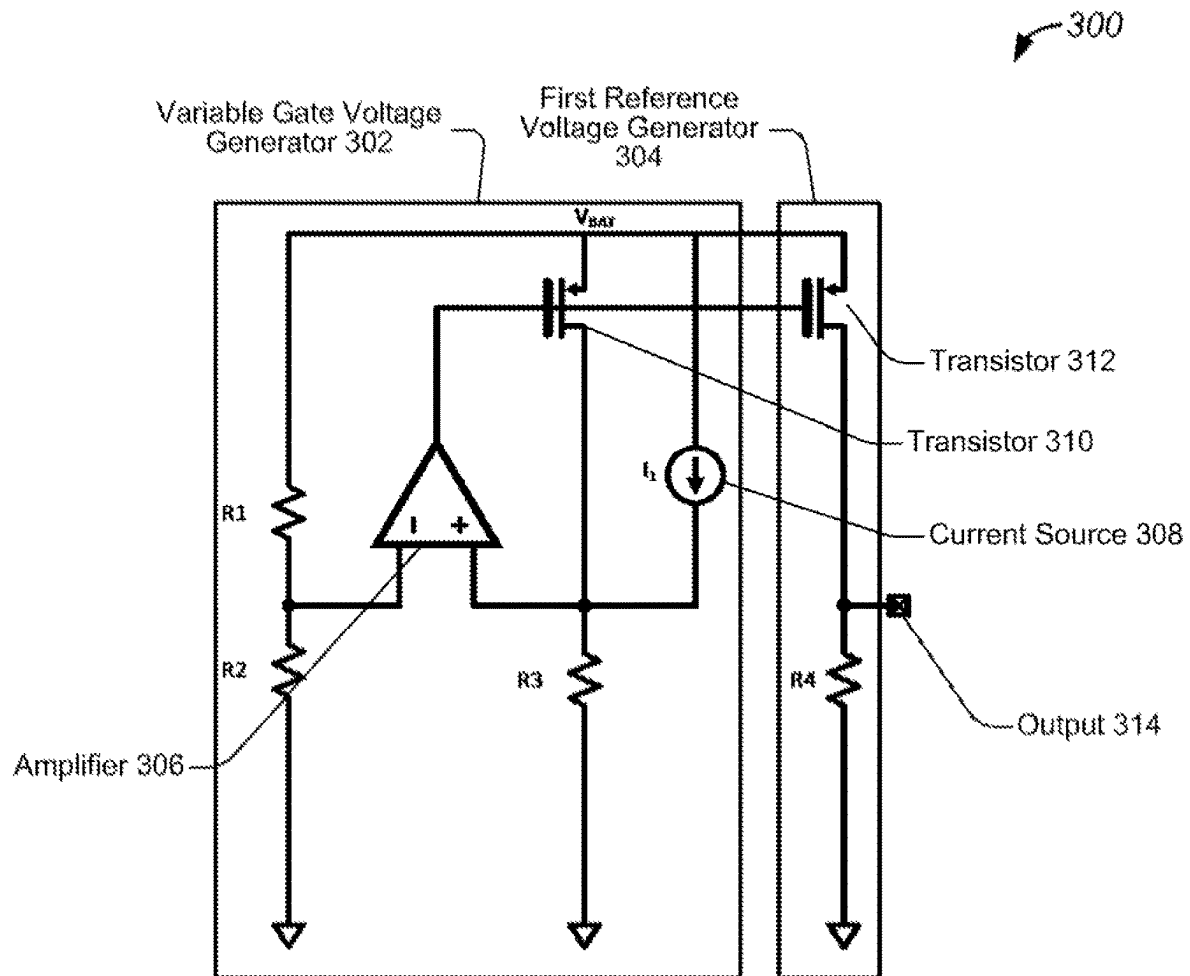 300
Variable Gate Voltage
Generator 302
First Reference
Voltage Generator
304
VBAT
Transistor 312
Transistor 310
I1
Current Source 308
R1
- +
R2
R3
R4
Output 314
Amplifier 306